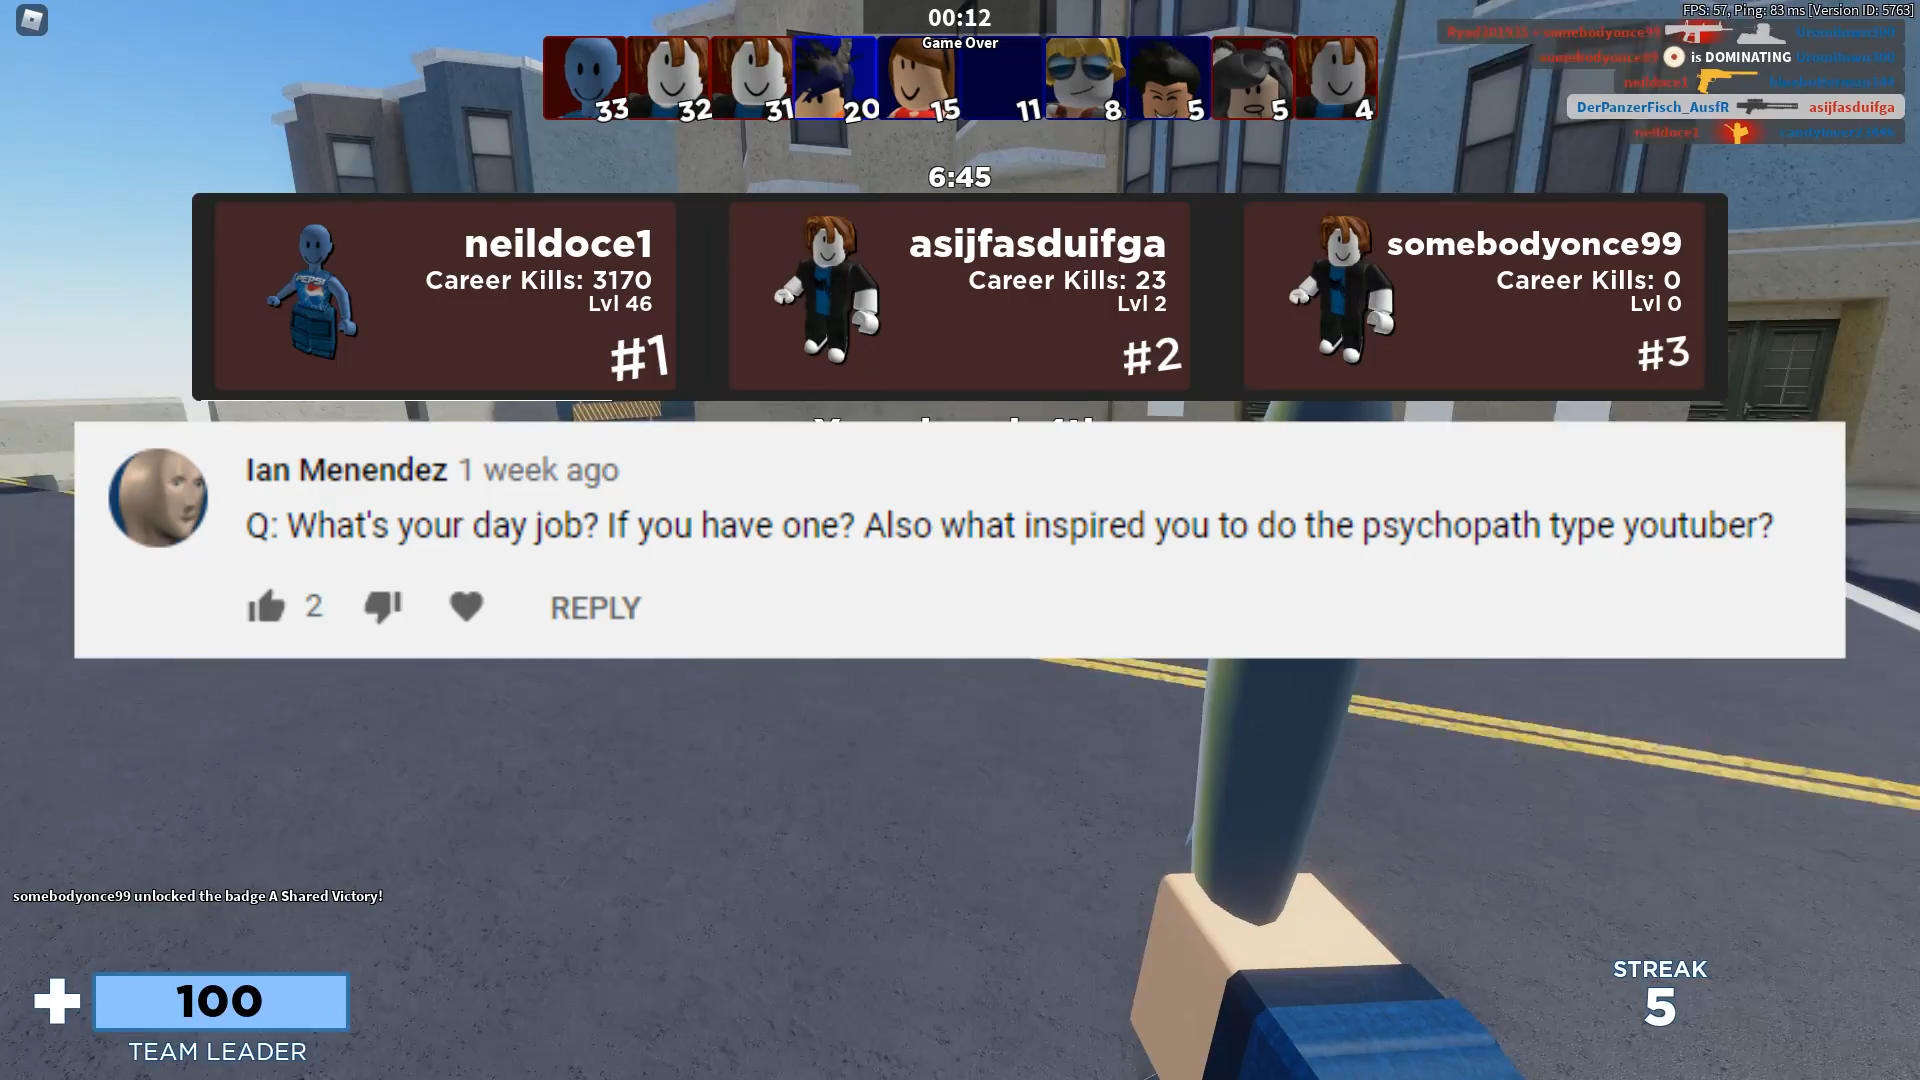 00:12
Game Over
FPS: 57, Ping: 83 ms [Version ID: 5763]
somebodyonce99 is DOMINATING
neildoce1
DerPanzerFisch_AusfR asijfasduifga
neildoce1
33 32 31 20 15 11 8 5 5 4
6:45
neildoce1
Career Kills: 3170
Lvl 46
#1
PEPSI
asijfasduifga
Career Kills: 23
Lvl 2
#2
somebodyonce99
Career Kills: 0
Lvl 0
#3
Ian Menendez 1 week ago
Q: What's your day job? If you have one? Also what inspired you to do the psychopath type youtuber?
2 REPLY
somebodyonce99 unlocked the badge A Shared Victory!
100
TEAM LEADER
STREAK
5